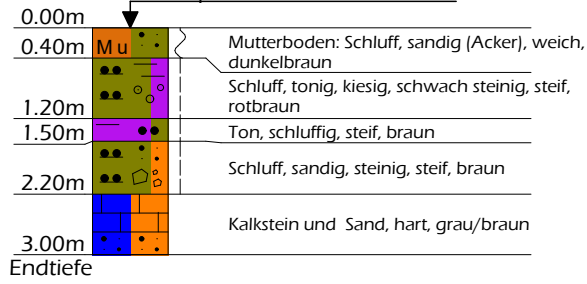 0.00m
0.40m
Mu
Mutterboden: Schluff, sandig (Acker), weich,
dunkelbraun
Schluff, tonig, kiesig, schwach steinig, steif,
rotbraun
1.20m
1.50m
Ton, schluffig, steif, braun
Schluff, sandig, steinig, steif, braun
2.20m
Kalkstein und Sand, hart, grau/braun
3.00m
Endtiefe